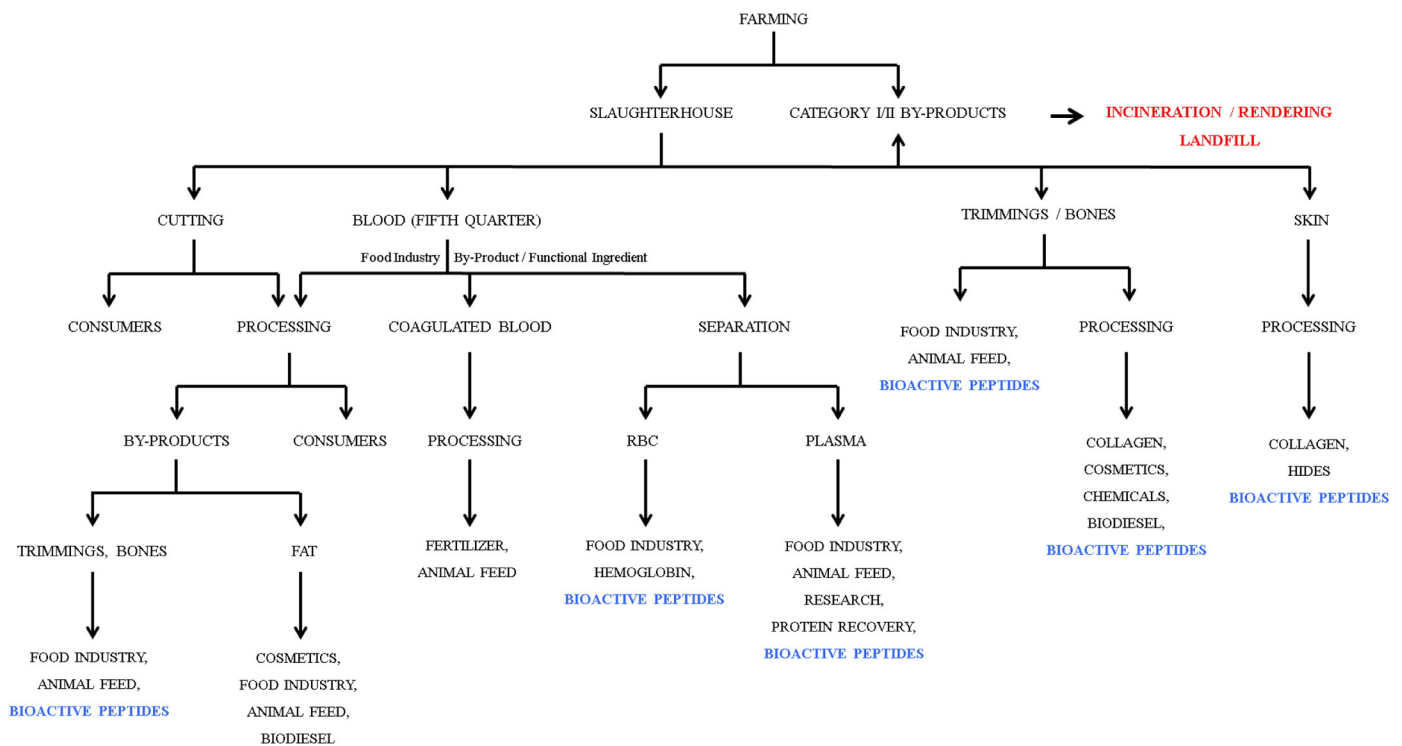 FARMING
SLAUGHTERHOUSE
CATEGORY I/II BY-PRODUCTS
INCINERATION / RENDERING
LANDFILL
CUTTING
BLOOD (FIFTH QUARTER)
TRIMMINGS / BONES
SKIN
Food Industry
By-Product / Functional Ingredient
CONSUMERS
PROCESSING
COAGULATED BLOOD
SEPARATION
FOOD INDUSTRY,
ANIMAL FEED,
BIOACTIVE PEPTIDES
PROCESSING
PROCESSING
BY-PRODUCTS
CONSUMERS
PROCESSING
RBC
PLASMA
COLLAGEN,
COSMETICS,
CHEMICALS,
BIODIESEL,
BIOACTIVE PEPTIDES
COLLAGEN,
HIDES
BIOACTIVE PEPTIDES
TRIMMINGS, BONES
FAT
FERTILIZER,
ANIMAL FEED
FOOD INDUSTRY,
HEMOGLOBIN,
BIOACTIVE PEPTIDES
FOOD INDUSTRY,
ANIMAL FEED,
RESEARCH,
PROTEIN RECOVERY,
BIOACTIVE PEPTIDES
FOOD INDUSTRY,
ANIMAL FEED,
BIOACTIVE PEPTIDES
COSMETICS,
FOOD INDUSTRY,
ANIMAL FEED,
BIODIESEL